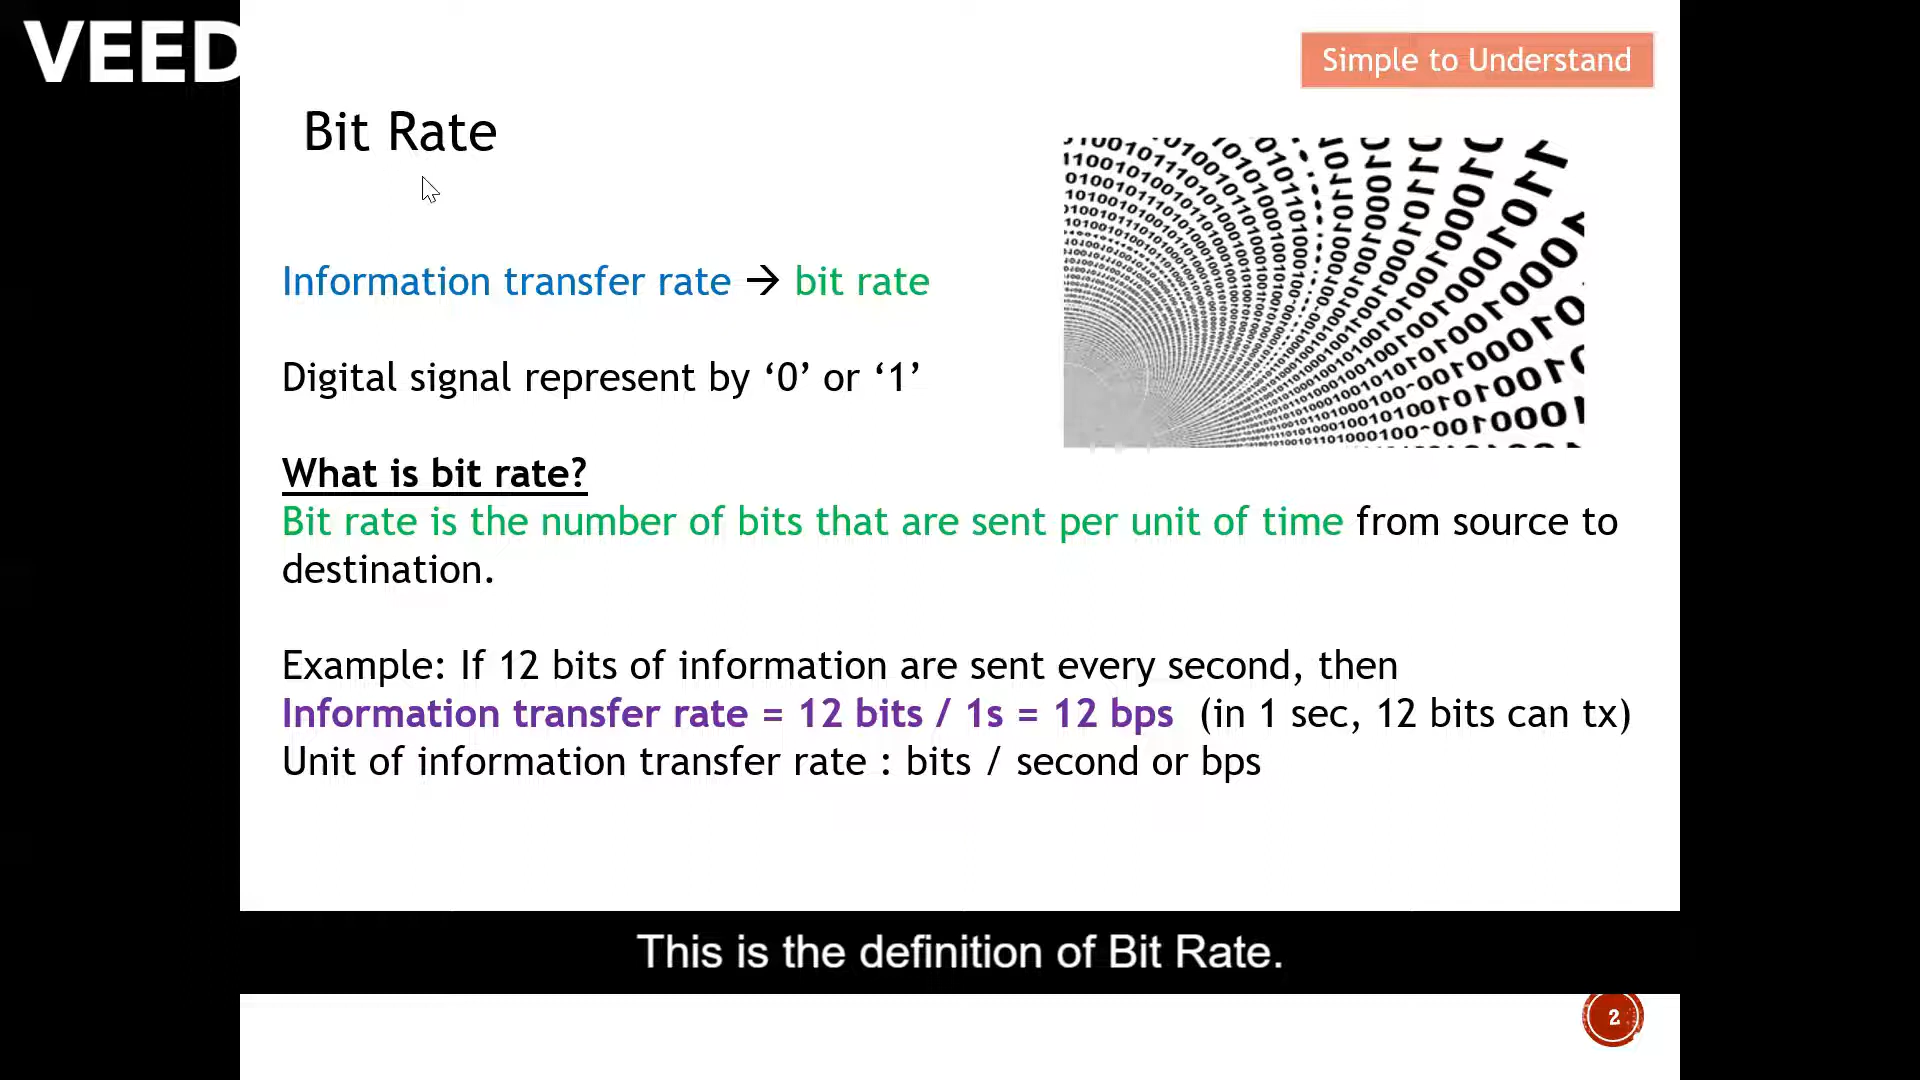 VEED
Simple to Understand
Bit Rate
Information transfer rate → bit rate
Digital signal represent by ‘0’ or ‘1’
What is bit rate?
Bit rate is the number of bits that are sent per unit of time from source to
destination.
Example: If 12 bits of information are sent every second, then
Information transfer rate = 12 bits / 1s = 12 bps (in 1 sec, 12 bits can tx)
Unit of information transfer rate : bits / second or bps
This is the definition of Bit Rate.
2